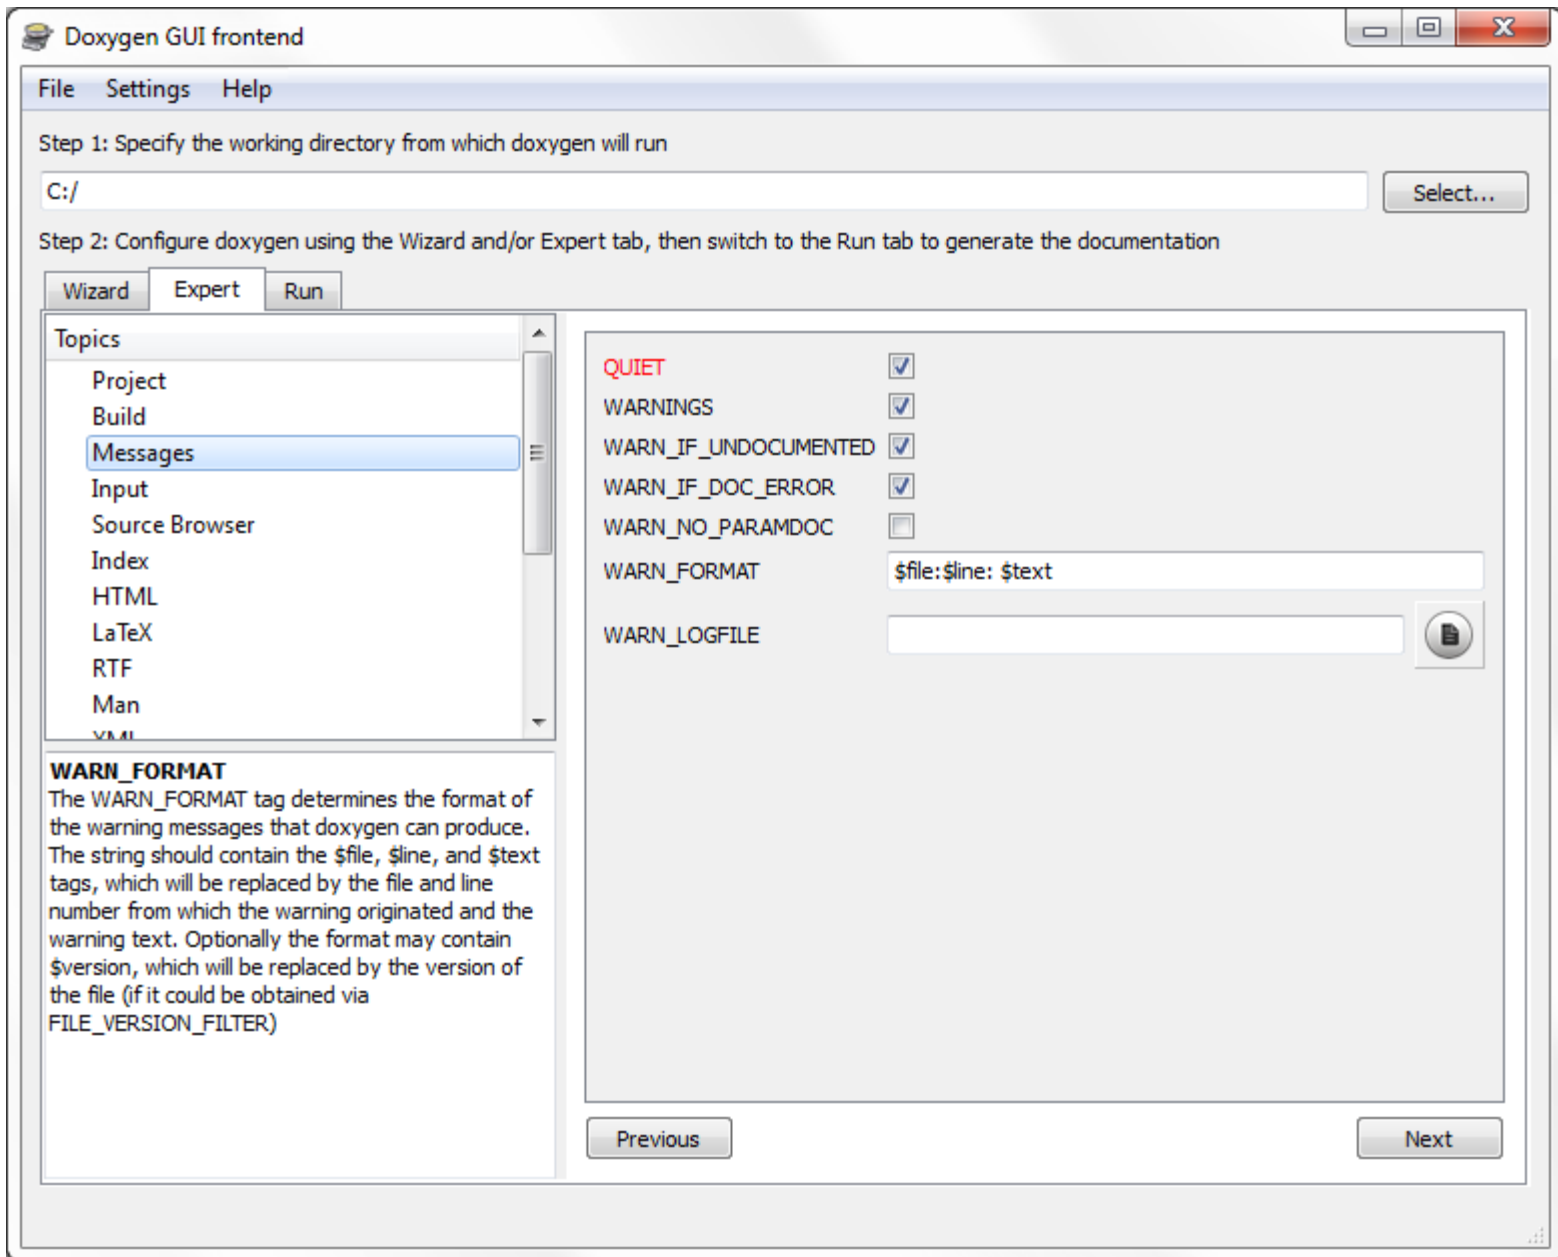 Doxygen GUI frontend
File Settings Help
Step 1: Specify the working directory from which doxygen will run
C:/
Select...
Step 2: Configure doxygen using the Wizard and/or Expert tab, then switch to the Run tab to generate the documentation
Wizard Expert Run
Topics
Project
Build
Messages
Input
Source Browser
Index
HTML
LaTeX
RTF
Man
XML
WARN_FORMAT
The WARN_FORMAT tag determines the format of
the warning messages that doxygen can produce.
The string should contain the $file, $line, and $text
tags, which will be replaced by the file and line
number from which the warning originated and the
warning text. Optionally the format may contain
$version, which will be replaced by the version of
the file (if it could be obtained via
FILE_VERSION_FILTER)
QUIET
WARNINGS
WARN_IF_UNDOCUMENTED
WARN_IF_DOC_ERROR
WARN_NO_PARAMDOC
WARN_FORMAT $file:$line: $text
WARN_LOGFILE
Previous Next